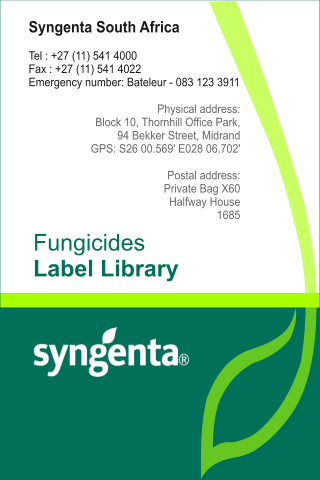 Syngenta South Africa
Tel : +27 (11) 541 4000
Fax : +27 (11) 541 4022
Emergency number: Bateleur - 083 123 3911
Physical address:
Block 10, Thornhill Office Park,
94 Bekker Street, Midrand
GPS: S26 00.569' E028 06.702'
Postal address:
Private Bag X60
Halfway House
1685
Fungicides
Label Library
syngenta®